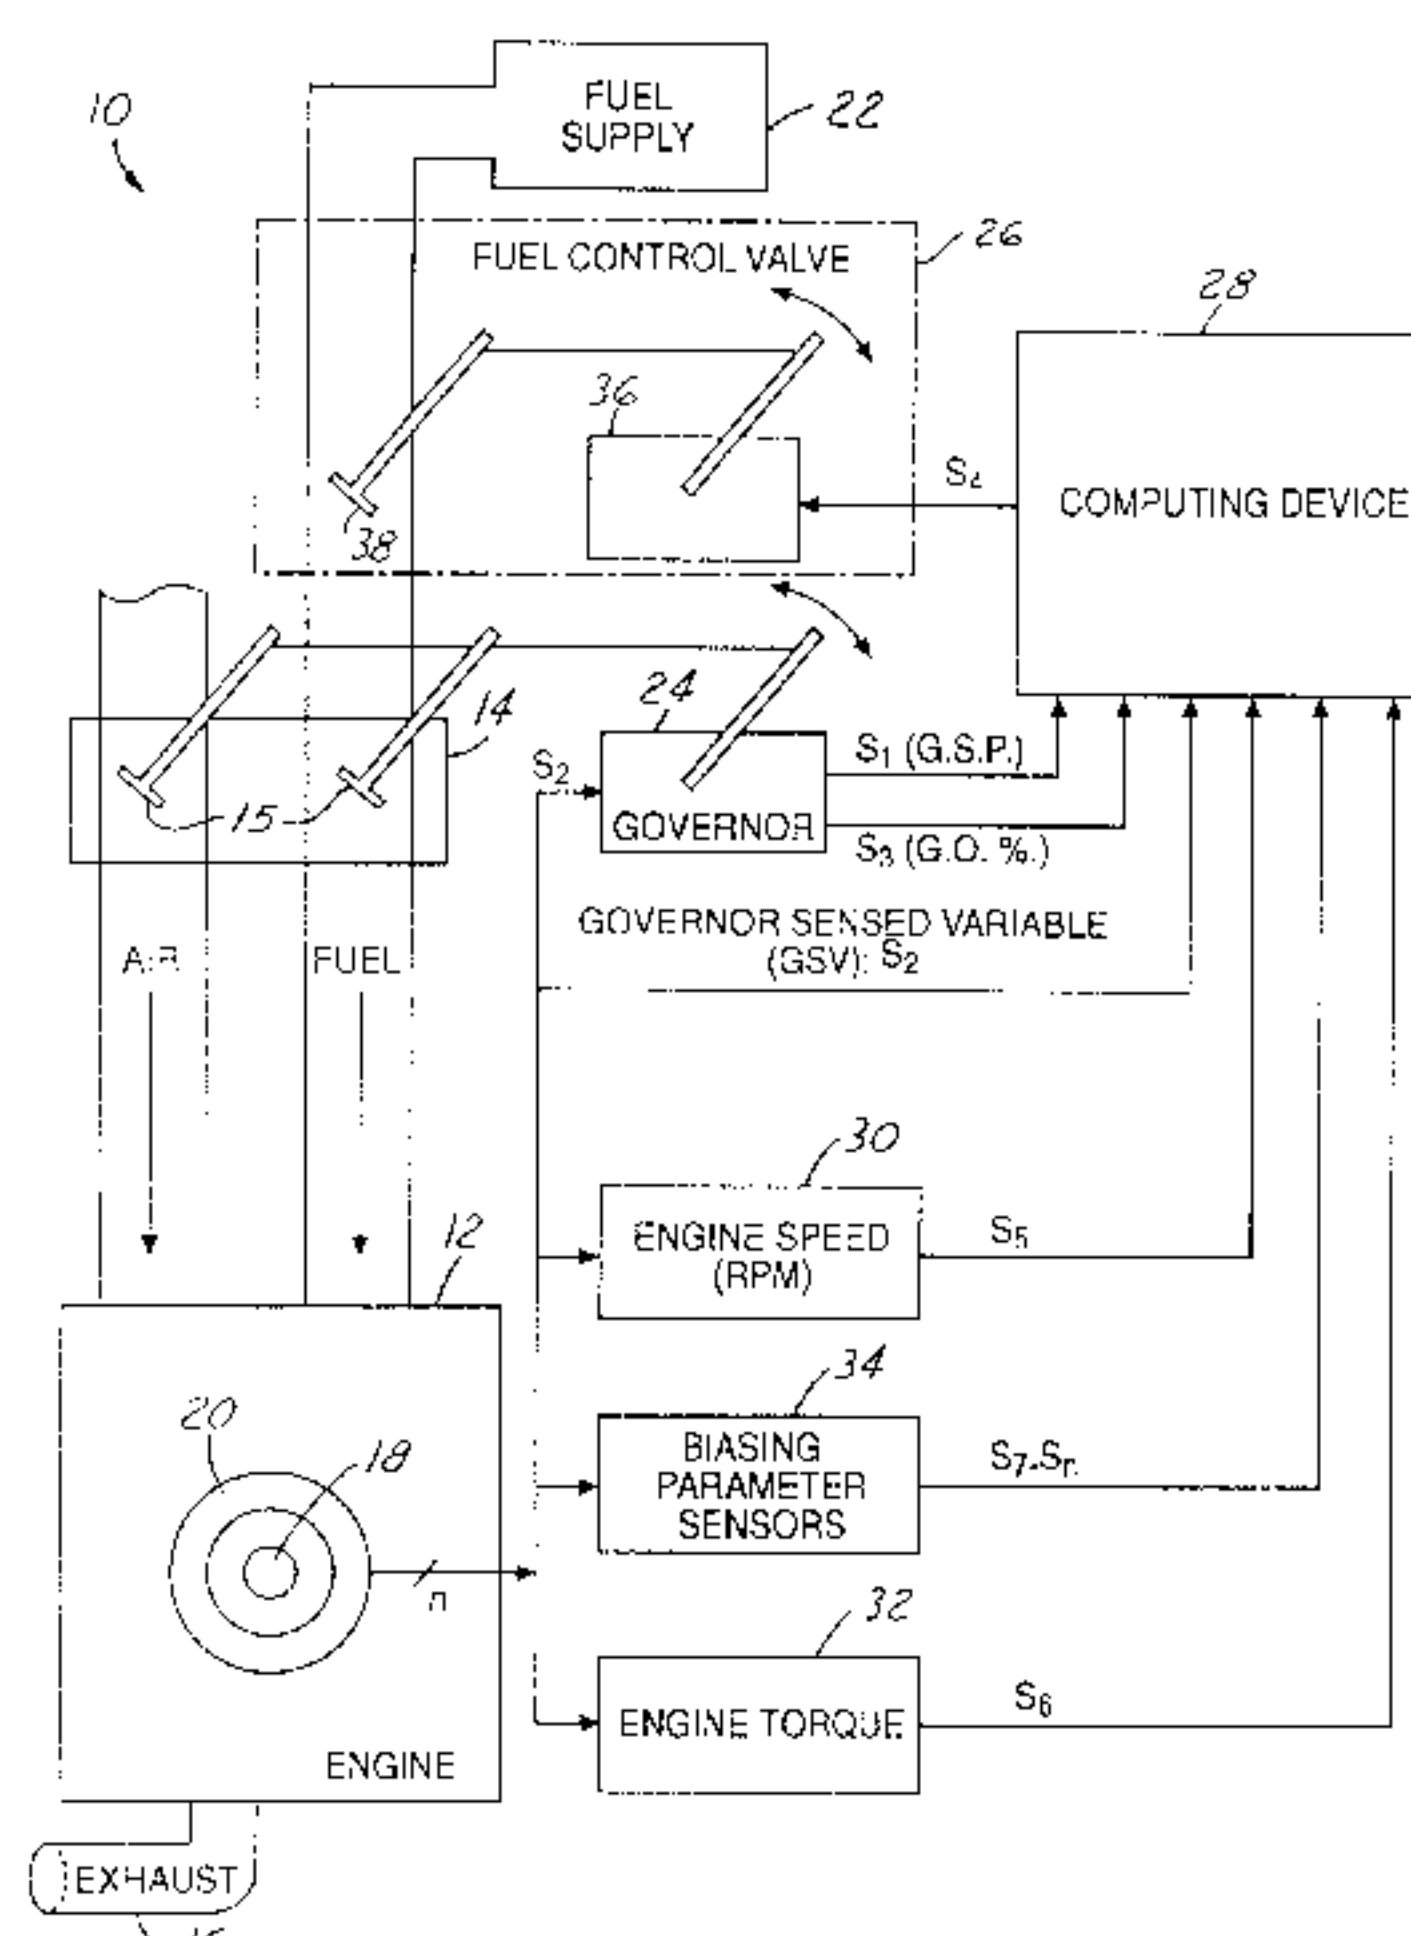 10
FUEL
SUPPLY
22
FUEL CONTROL VALVE
26
28
36
S4
COMPUTING DEVICE
38
24
14
S2
S1 (G.S.P.)
15
GOVERNOR
S3 (G.O. %.)
GOVERNOR SENSED VARIABLE
(GSV): S2
AIR
FUEL
30
12
ENGINE SPEED
(RPM)
S5
34
20
18
BIASING
PARAMETER
SENSORS
S7-Sn
n
32
ENGINE TORQUE
S6
ENGINE
EXHAUST